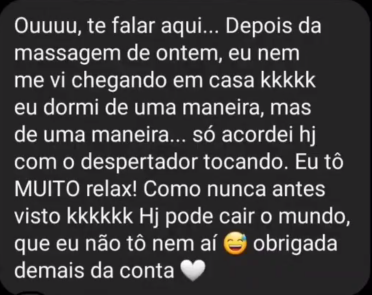 Ouuuu, te falar aqui... Depois da
massagem de ontem, eu nem
me vi chegando em casa kkkkk
eu dormi de uma maneira, mas
de uma maneira... só acordei hj
com o despertador tocando. Eu tô
MUITO relax! Como nunca antes
visto kkkkkk Hj pode cair o mundo,
que eu não tô nem aí 😅 obrigada
demais da conta 🤍